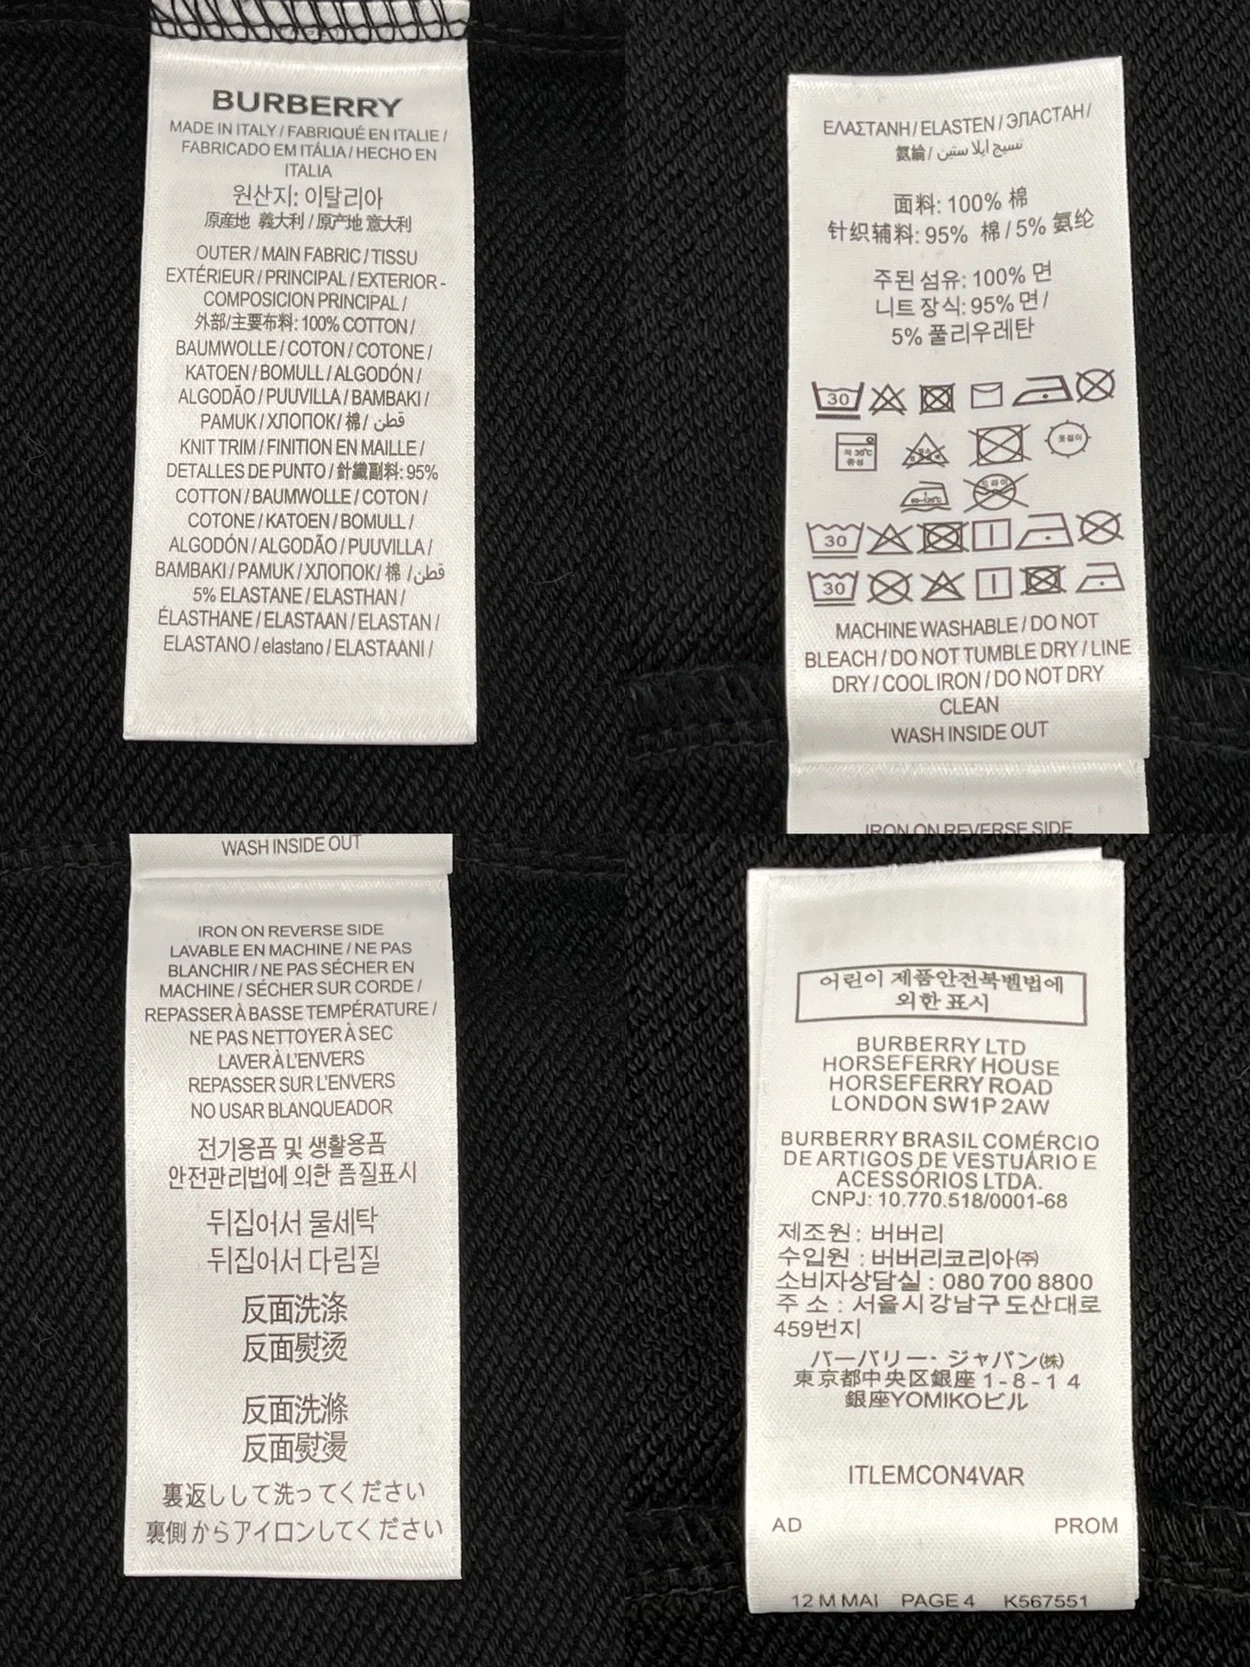 BURBERRY
MADE IN ITALY / FABRIQUÉ EN ITALIE /
FABRICADO EM ITÁLIA / HECHO EN
ITALIA
원산지: 이탈리아
原産地 義大利 / 原产地 意大利
OUTER / MAIN FABRIC / TISSU
EXTÉRIEUR / PRINCIPAL / EXTERIOR -
COMPOSICION PRINCIPAL /
外部/主要布料: 100% COTTON /
BAUMWOLLE / COTON / COTONE /
KATOEN / BOMULL / ALGODÓN /
ALGODÃO / PUUVILLA / BAMBAKI /
PAMUK / ХЛОПОК / 棉 / قطن
KNIT TRIM / FINITION EN MAILLE /
DETALLES DE PUNTO / 針織副料: 95%
COTTON / BAUMWOLLE / COTON /
COTONE / KATOEN / BOMULL /
ALGODÓN / ALGODÃO / PUUVILLA /
BAMBAKI / PAMUK / ХЛОПОК / 棉 / قطن
5% ELASTANE / ELASTHAN /
ÉLASTHANE / ELASTAAN / ELASTAN /
ELASTANO / elastano / ELASTAANI /
ΕΛΑΣΤΑΝΗ / ELASTEN / ЭЛАСТАН /
氨綸 / نسيج ايلاستين
面料: 100% 棉
针织辅料: 95% 棉 / 5% 氨纶
주된 섬유: 100% 면
니트 장식: 95% 면 /
5% 폴리우레탄
30
약 30℃
중성
80~120℃
30
30
MACHINE WASHABLE / DO NOT
BLEACH / DO NOT TUMBLE DRY / LINE
DRY / COOL IRON / DO NOT DRY
CLEAN
WASH INSIDE OUT
IRON ON REVERSE SIDE
WASH INSIDE OUT
IRON ON REVERSE SIDE
LAVABLE EN MACHINE / NE PAS
BLANCHIR / NE PAS SÉCHER EN
MACHINE / SÉCHER SUR CORDE /
REPASSER À BASSE TEMPÉRATURE /
NE PAS NETTOYER À SEC
LAVER À L'ENVERS
REPASSER SUR L'ENVERS
NO USAR BLANQUEADOR
전기용품 및 생활용품
안전관리법에 의한 품질표시
뒤집어서 물세탁
뒤집어서 다림질
反面洗涤
反面熨烫
反面洗滌
反面熨燙
裏返しして洗ってください
裏側からアイロンしてください
어린이 제품안전특별법에
의한 표시
BURBERRY LTD
HORSEFERRY HOUSE
HORSEFERRY ROAD
LONDON SW1P 2AW
BURBERRY BRASIL COMÉRCIO
DE ARTIGOS DE VESTUÁRIO E
ACESSÓRIOS LTDA.
CNPJ: 10.770.518/0001-68
제조원 : 버버리
수입원 : 버버리코리아㈜
소비자상담실 : 080 700 8800
주 소 : 서울시 강남구 도산대로
459번지
バーバリー・ジャパン㈱
東京都中央区銀座 1 - 8 - 1 4
銀座YOMIKOビル
ITLEMCON4VAR
AD PROM
12 M MAI PAGE 4 K567551